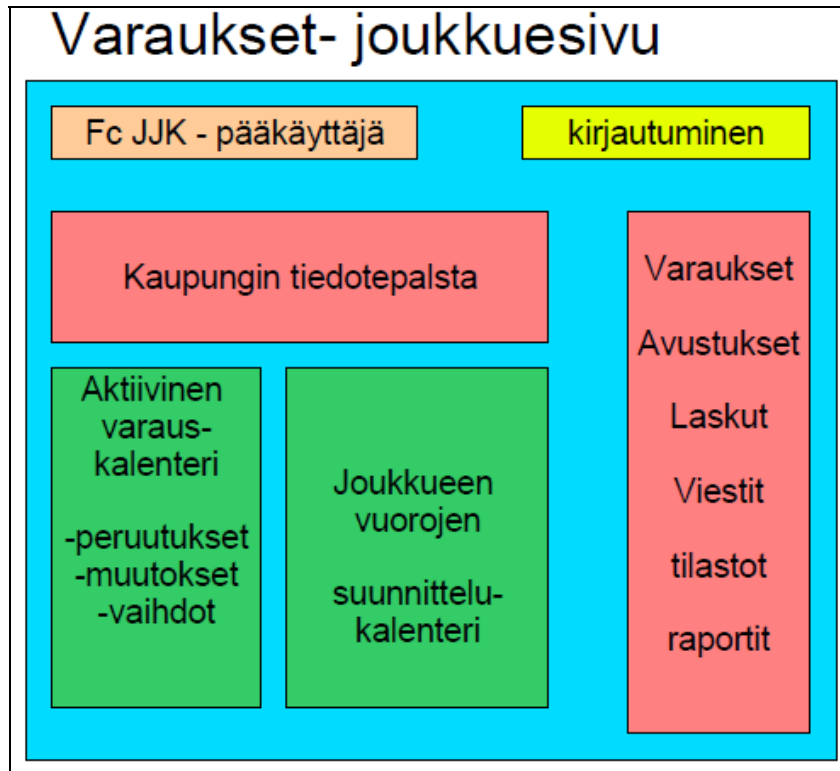 Varaukset- joukkuesivu
Fc JJK - pääkäyttäjä
kirjautuminen
Kaupungin tiedotepalsta
Aktiivinen
varaus-
kalenteri
-peruutukset
-muutokset
-vaihdot
Joukkueen
vuorojen
suunnittelu-
kalenteri
Varaukset
Avustukset
Laskut
Viestit
tilastot
raportit